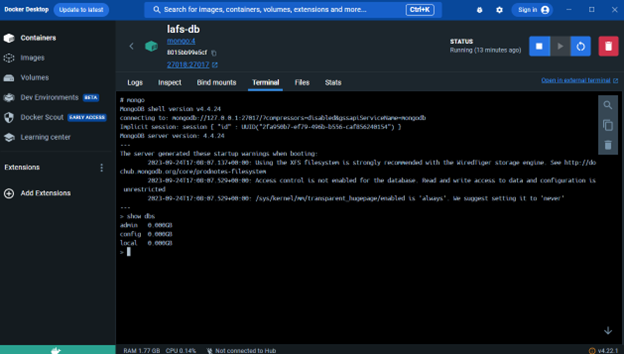 Docker Desktop
Update to latest
Search for images, containers, volumes, extensions and more...
Ctrl+K
Sign in
Containers
Images
Volumes
Dev Environments BETA
Docker Scout EARLY ACCESS
Learning center
Extensions
Add Extensions
lafs-db
mongo:4
27018:27017
STATUS
Running (13 minutes ago)
Logs
Inspect
Bind mounts
Terminal
Files
Stats
Open in external terminal
# mongo
MongoDB shell version v4.4.24
connecting to: mongodb://127.0.0.1:27017/?compressors=disabled&gssapiServiceName=mongodb
Implicit session: session { "id" : }
MongoDB server version: 4.4.24
---
The server generated these startup warnings when booting:
2023-09-24T17:08:07.137+00:00: Using the XFS filesystem is strongly recommended with the WiredTiger storage engine. See http://do
chub.mongodb.org/core/prodnotes-filesystem
2023-09-24T17:08:07.529+00:00: Access control is not enabled for the database. Read and write access to data and configuration is
unrestricted
2023-09-24T17:08:07.529+00:00: /sys/kernel/mm/transparent_hugepage/enabled is 'always'. We suggest setting it to 'never'
---
> show dbs
admin 0.000GB
config 0.000GB
local 0.000GB
>
RAM 1.77 GB CPU 0.14% Not connected to Hub
v4.22.1